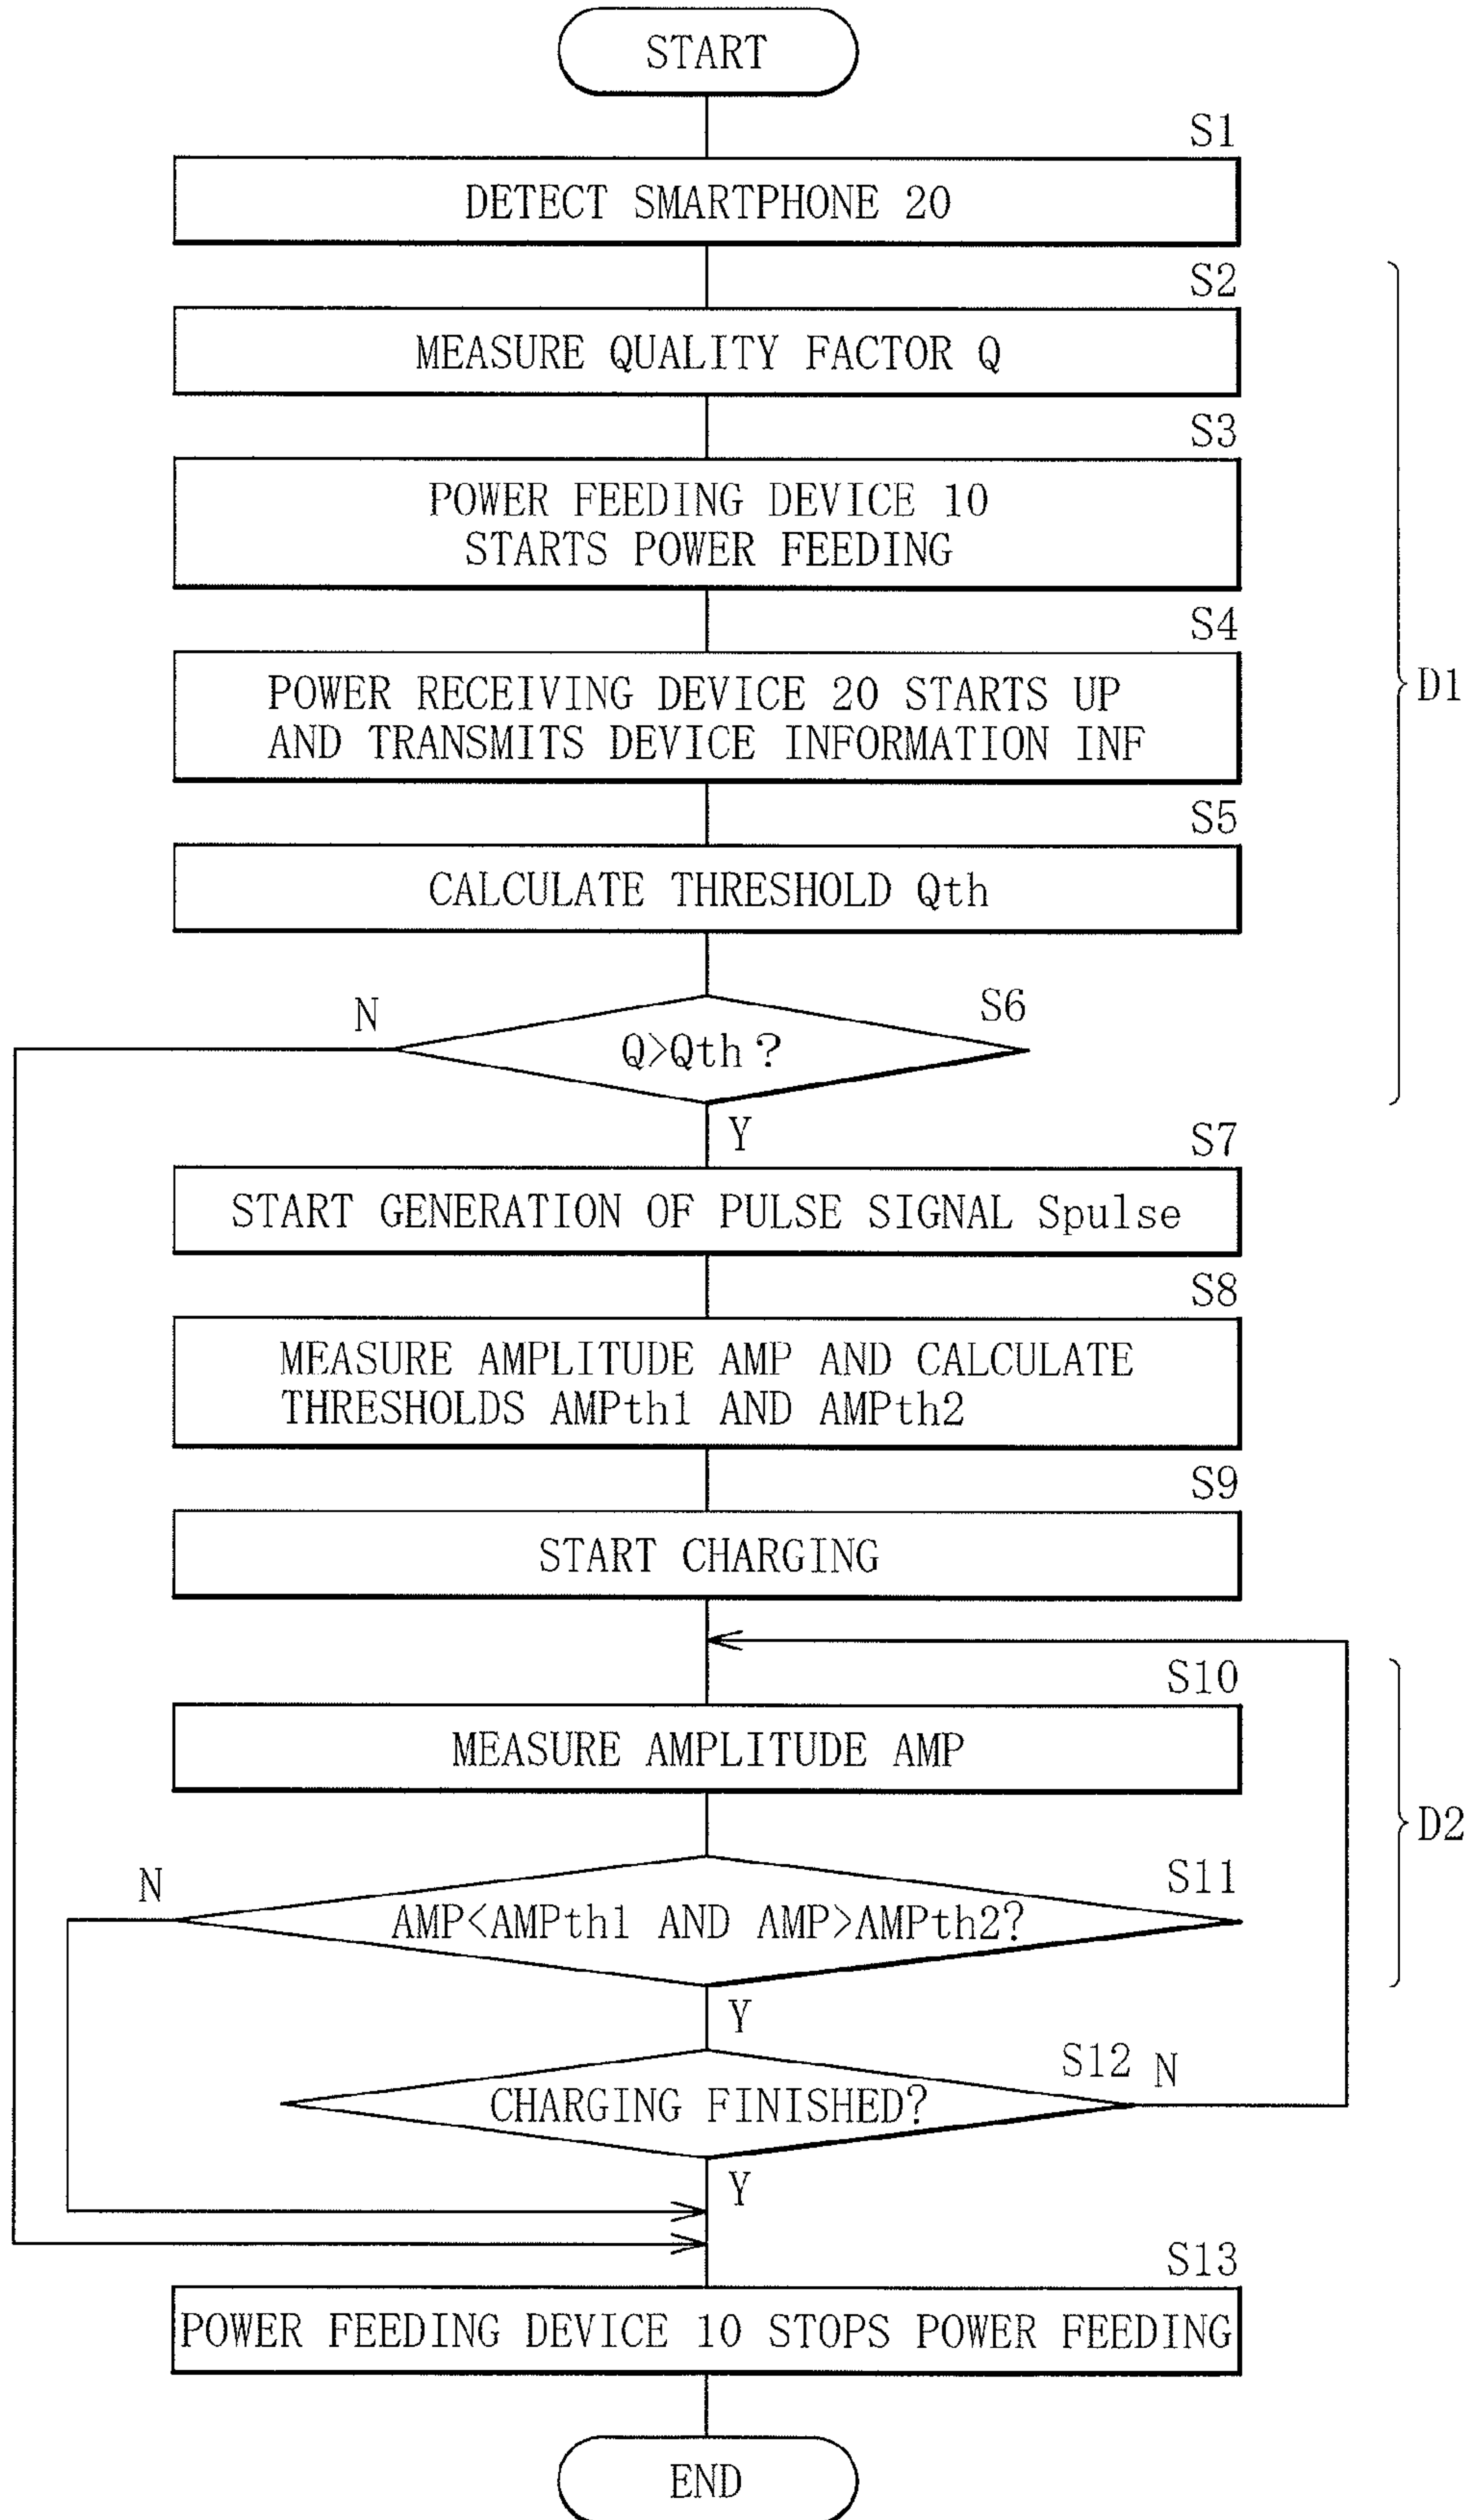 START
S1
DETECT SMARTPHONE 20
S2
MEASURE QUALITY FACTOR Q
S3
POWER FEEDING DEVICE 10
STARTS POWER FEEDING
S4
POWER RECEIVING DEVICE 20 STARTS UP
AND TRANSMITS DEVICE INFORMATION INF
D1
S5
CALCULATE THRESHOLD Qth
S6
N
Q>Qth?
Y
S7
START GENERATION OF PULSE SIGNAL Spulse
S8
MEASURE AMPLITUDE AMP AND CALCULATE
THRESHOLDS AMPth1 AND AMPth2
S9
START CHARGING
S10
MEASURE AMPLITUDE AMP
D2
S11
N
AMP<AMPth1 AND AMP>AMPth2?
Y
S12
N
CHARGING FINISHED?
Y
S13
POWER FEEDING DEVICE 10 STOPS POWER FEEDING
END